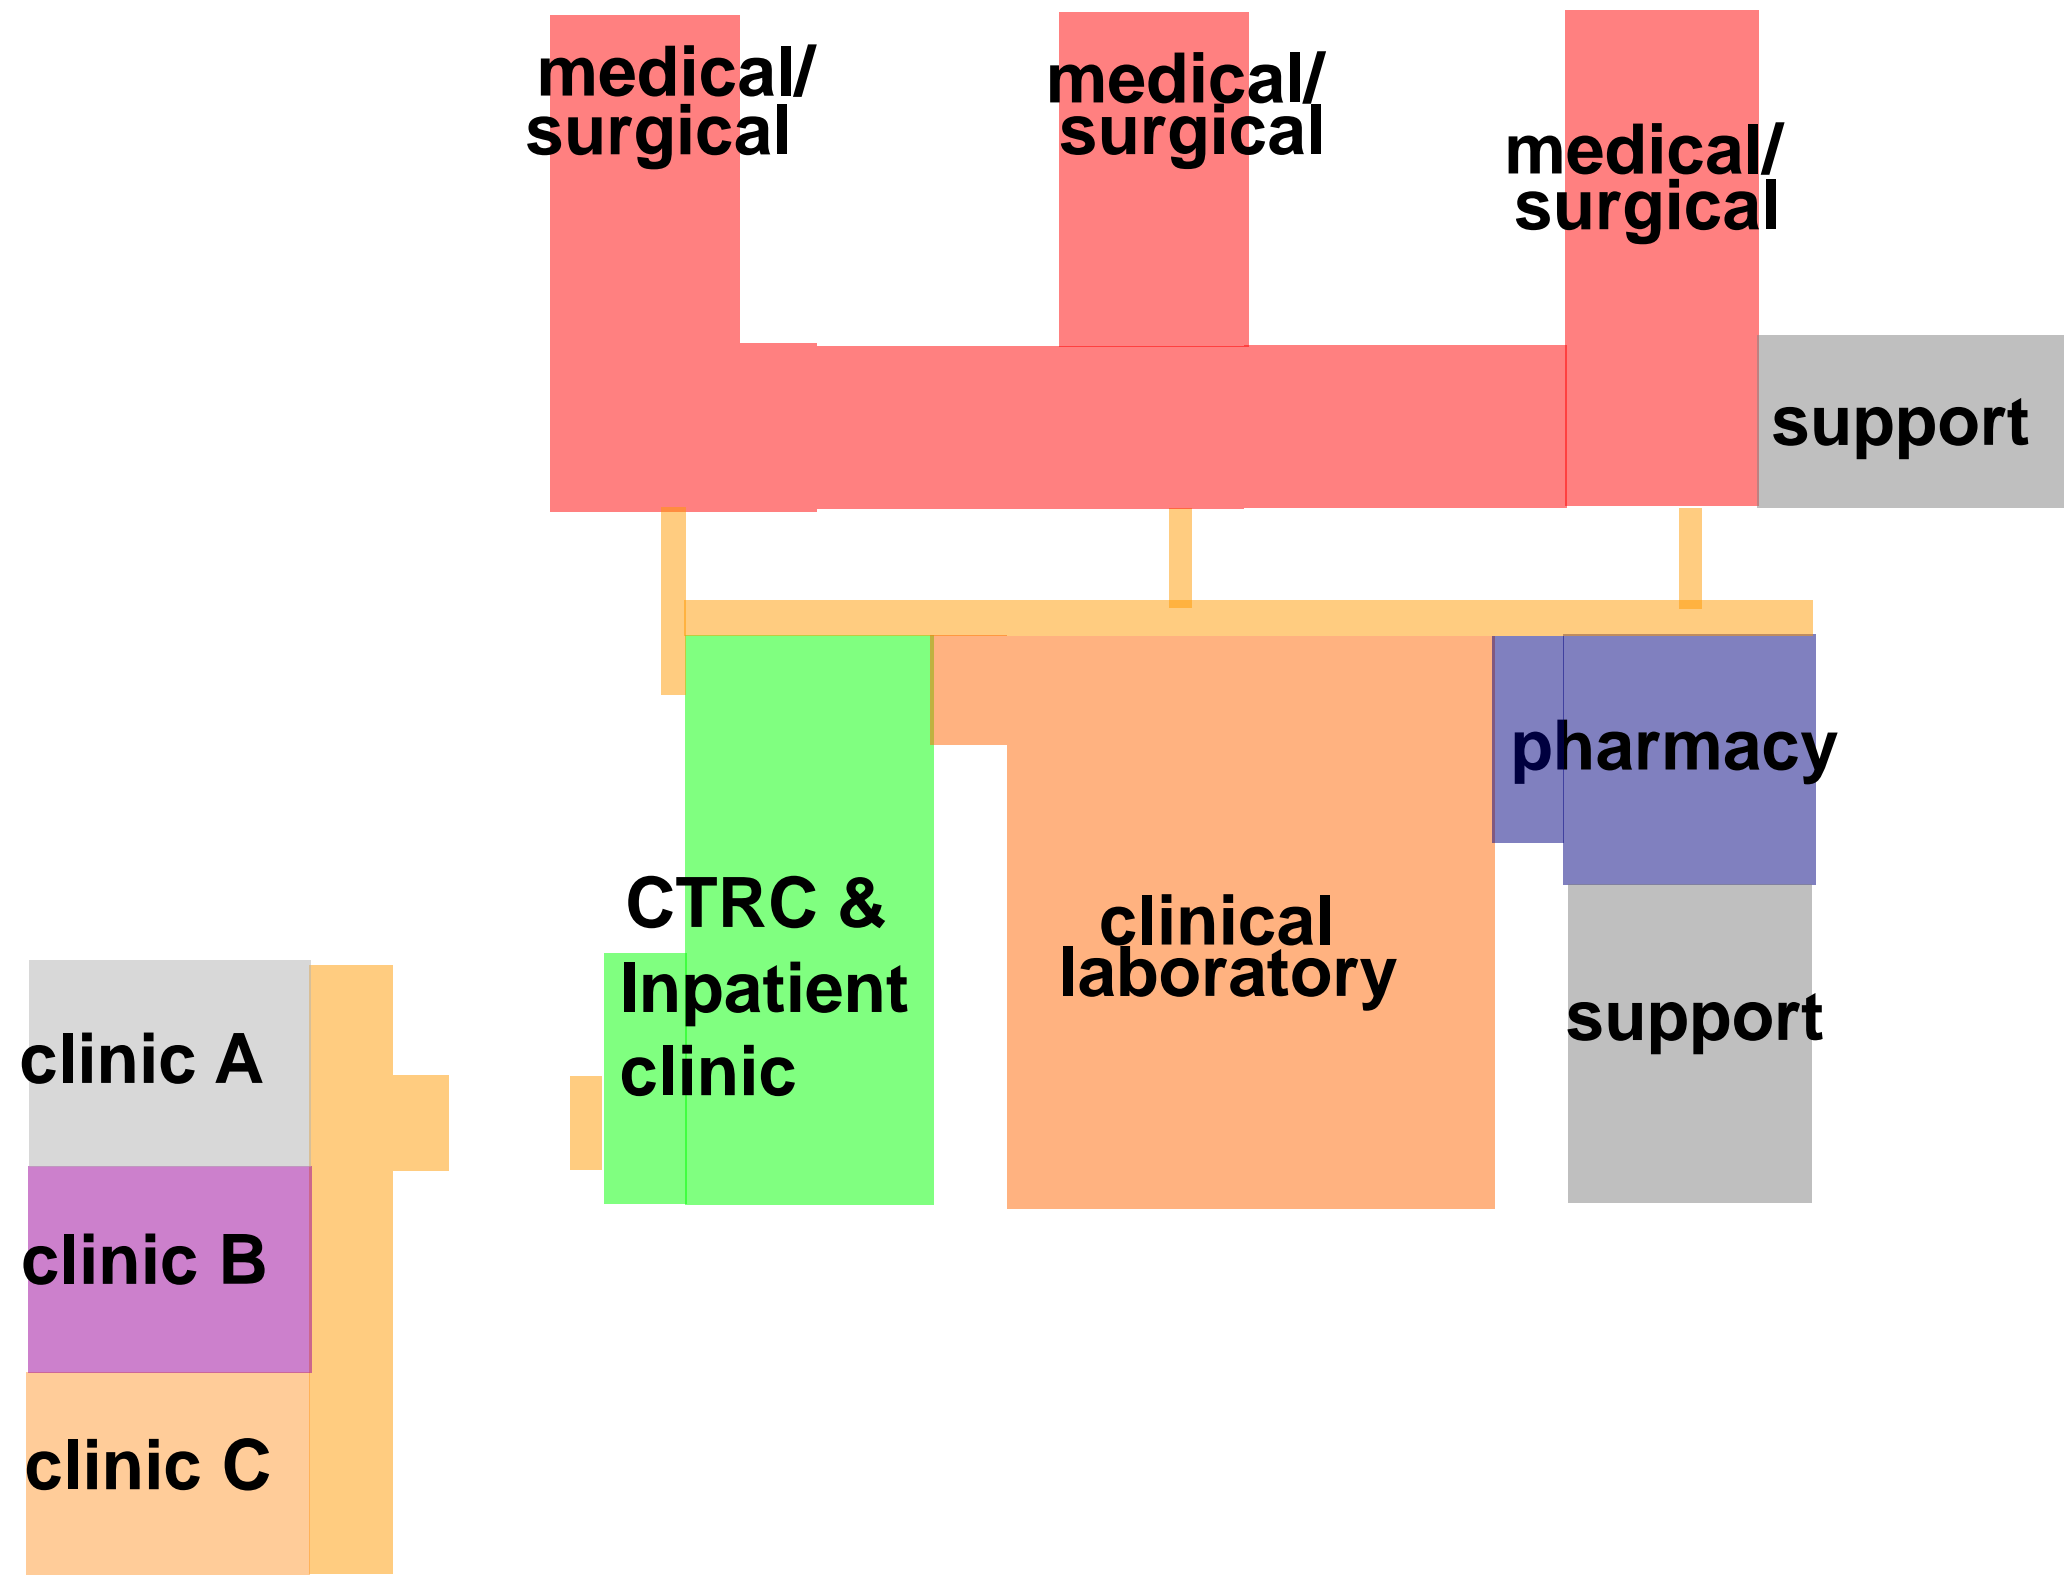 medical/
surgical
medical/
surgical
medical/
surgical
support
pharmacy
CTRC &
Inpatient
clinic
clinical
laboratory
support
clinic A
clinic B
clinic C